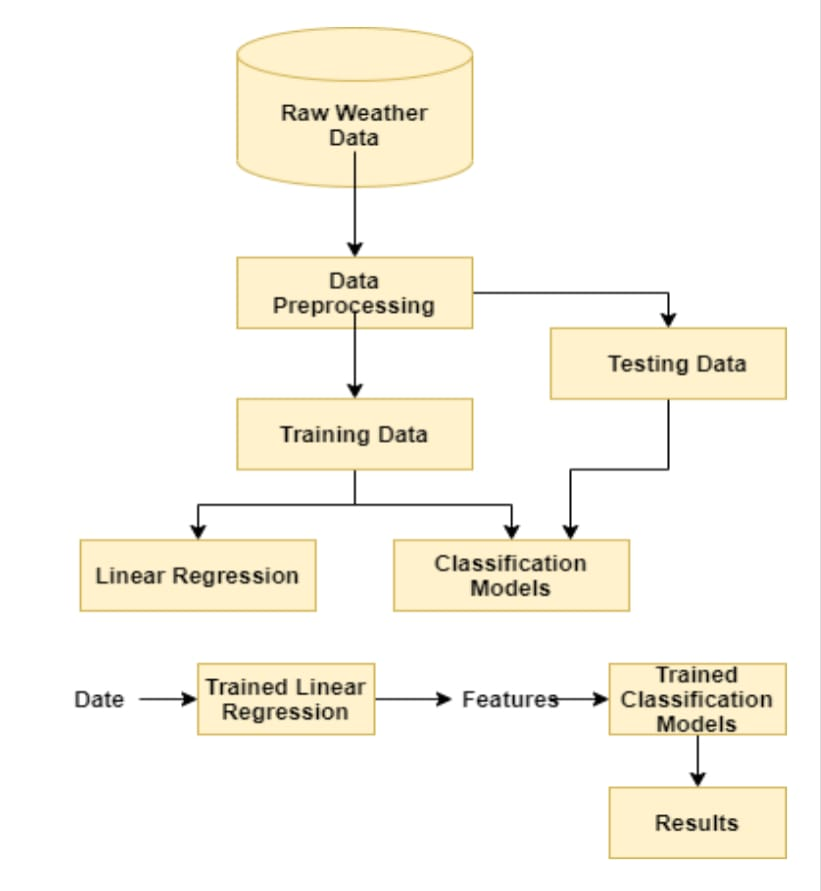 Raw Weather
Data
Data
Preprocessing
Testing Data
Training Data
Linear Regression
Classification
Models
Date
Trained Linear
Regression
Features
Trained
Classification
Models
Results